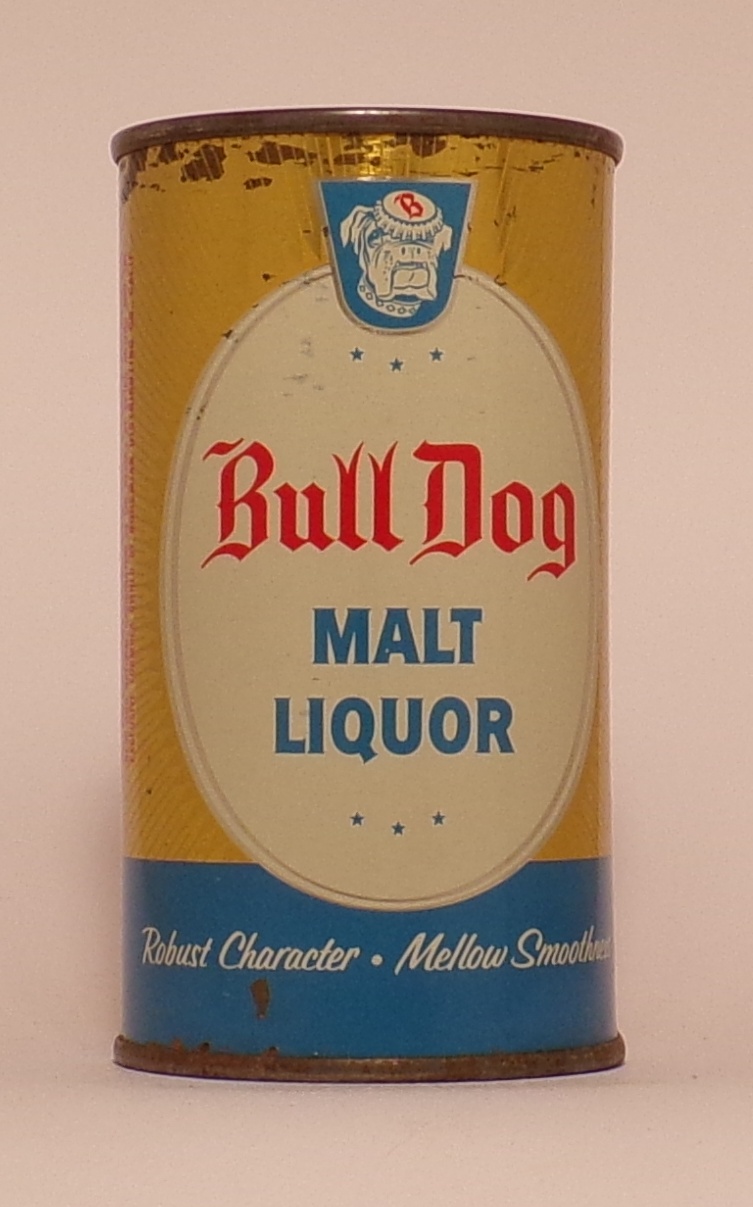 B
Bull Dog
MALT
LIQUOR
Robust Character • Mellow Smoothness